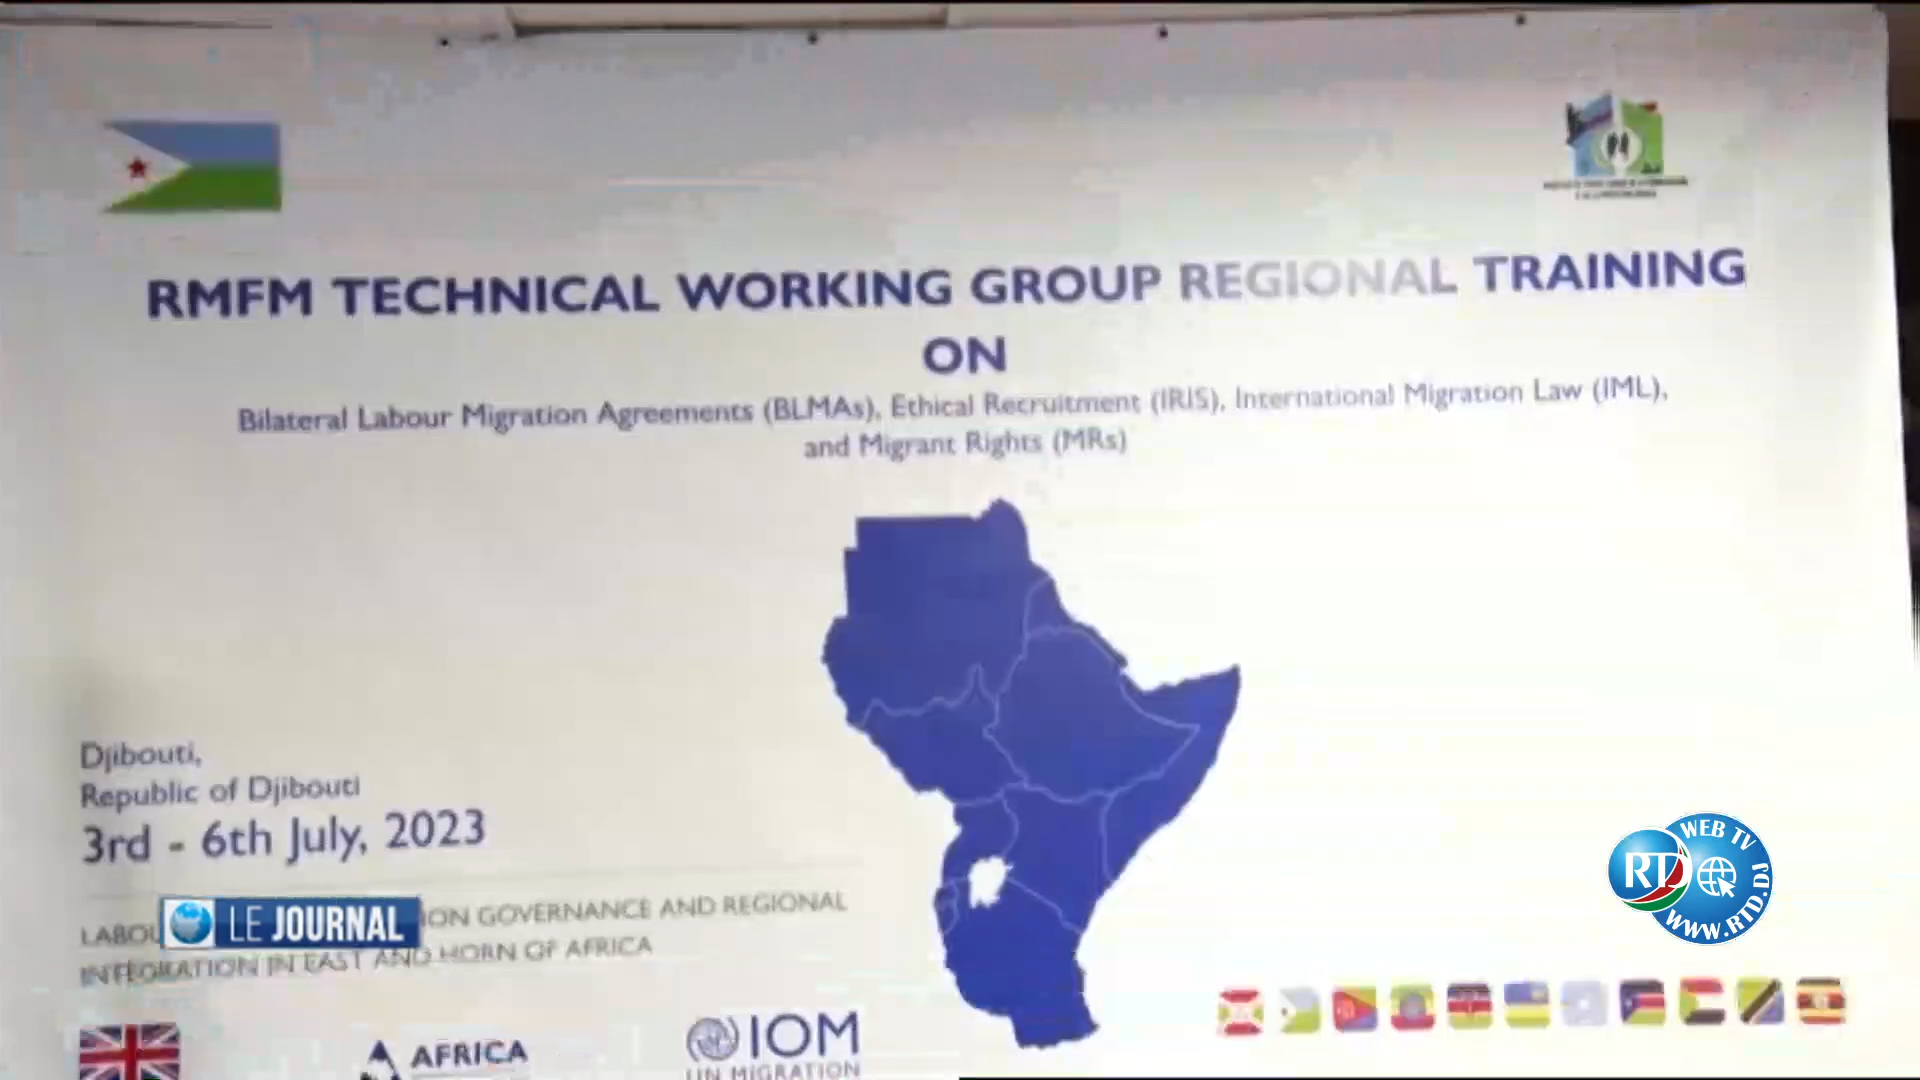 RMFM TECHNICAL WORKING GROUP REGIONAL TRAINING
ON
Bilateral Labour Migration Agreements (BLMAs), Ethical Recruitment (IRIS), International Migration Law (IML),
and Migrant Rights (MRs)
Djibouti,
Republic of Djibouti
3rd - 6th July, 2023
LABOU ION GOVERNANCE AND REGIONAL
INTEGRATION IN EAST AND HORN OF AFRICA
LE JOURNAL
AFRICA
IOM
UN MIGRATION
WEB TV
RTD
WWW.RTD.DJ